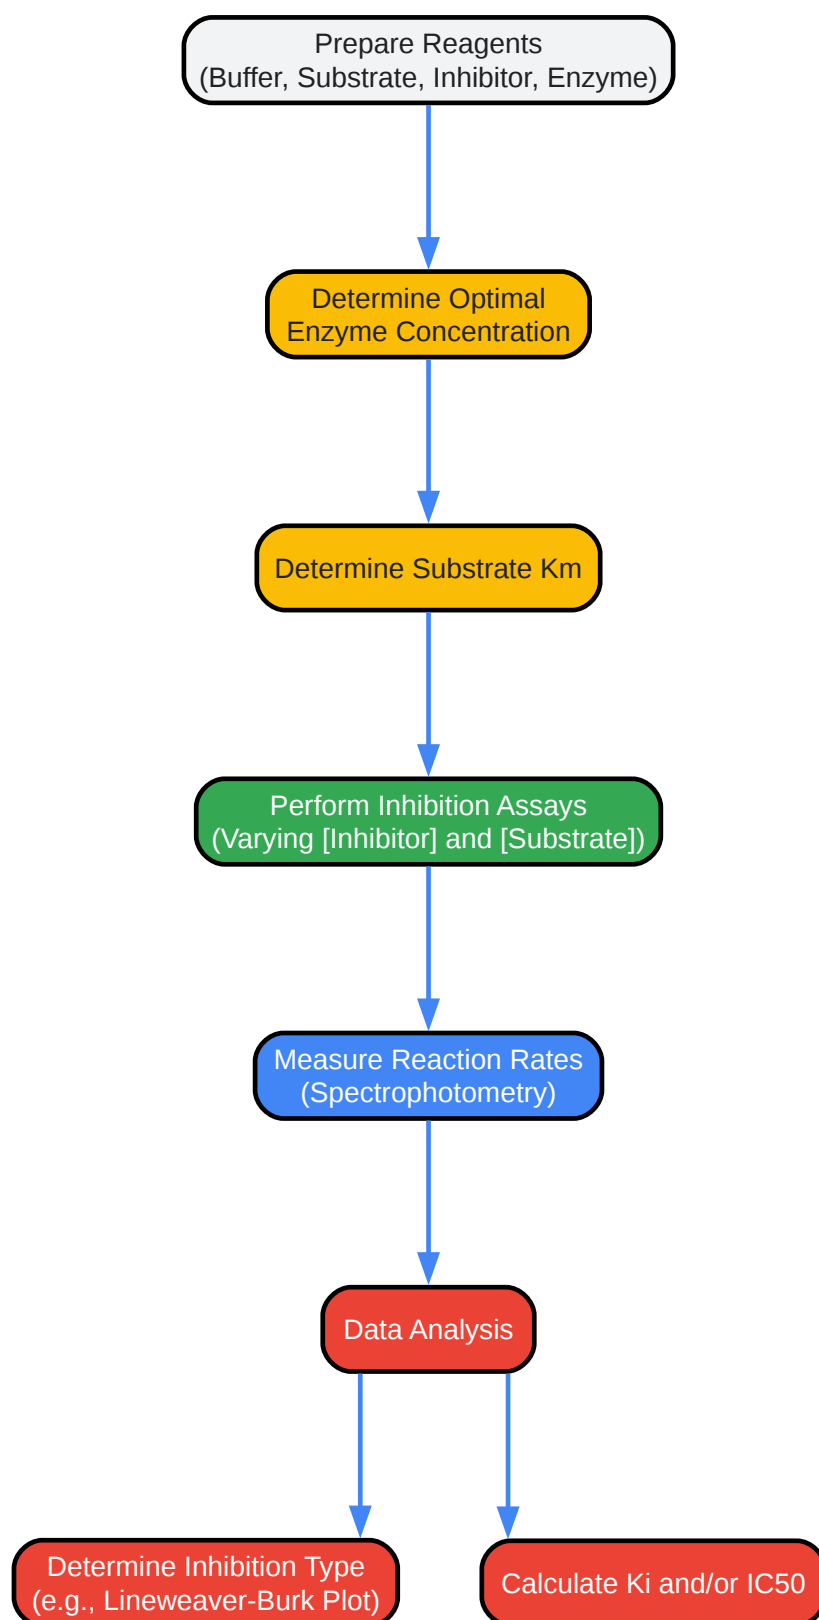 Prepare Reagents
(Buffer, Substrate, Inhibitor, Enzyme)
Determine Optimal
Enzyme Concentration
Determine Substrate Km
Perform Inhibition Assays
(Varying [Inhibitor] and [Substrate])
Measure Reaction Rates
(Spectrophotometry)
Data Analysis
Determine Inhibition Type
(e.g., Lineweaver-Burk Plot)
Calculate Ki and/or IC50